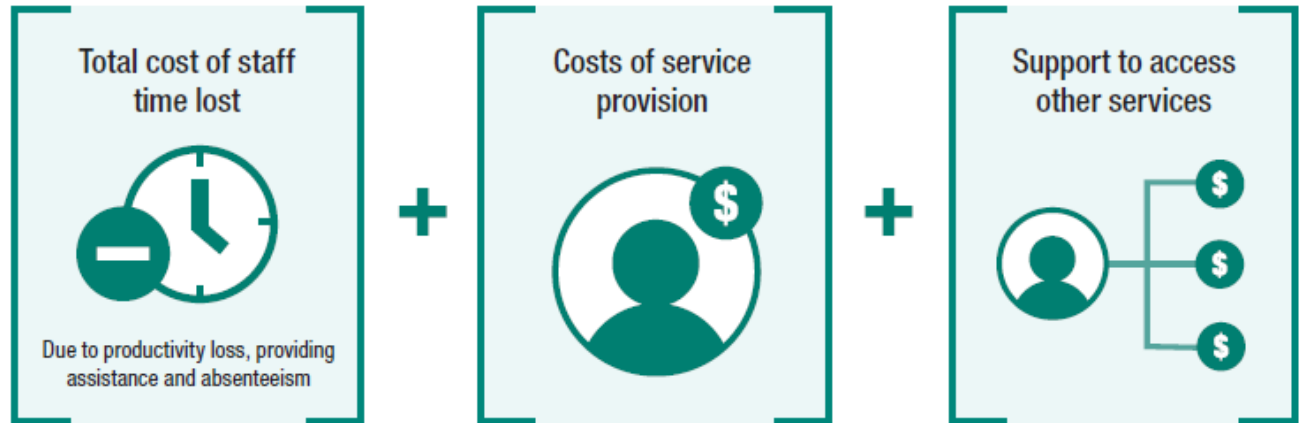 Total cost of staff
time lost
Due to productivity loss, providing
assistance and absenteeism
+
Costs of service
provision
$
+
Support to access
other services
$
$
$